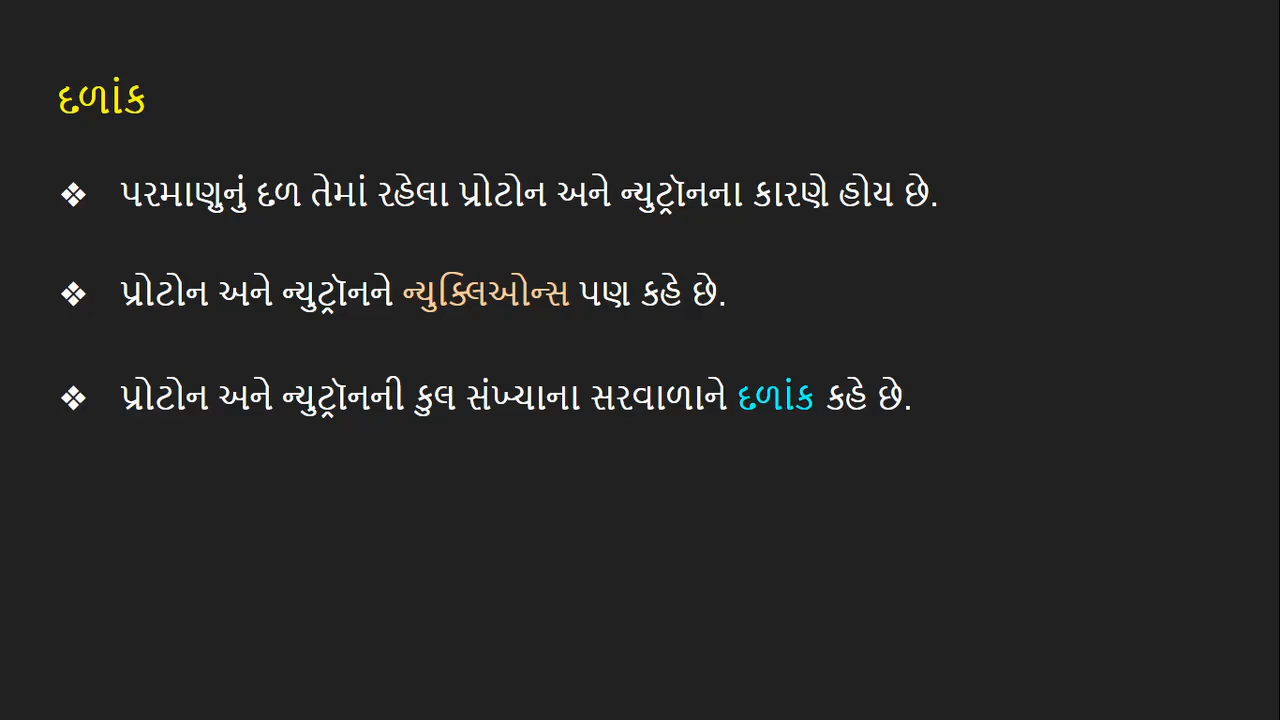 દળાંક
❖ પરમાણુનું દળ તેમાં રહેલા પ્રોટોન અને ન્યુટ્રૉનના કારણે હોય છે.
❖ પ્રોટોન અને ન્યુટ્રૉનને ન્યુક્લિઓન્સ પણ કહે છે.
❖ પ્રોટોન અને ન્યુટ્રૉનની કુલ સંખ્યાના સરવાળાને દળાંક કહે છે.